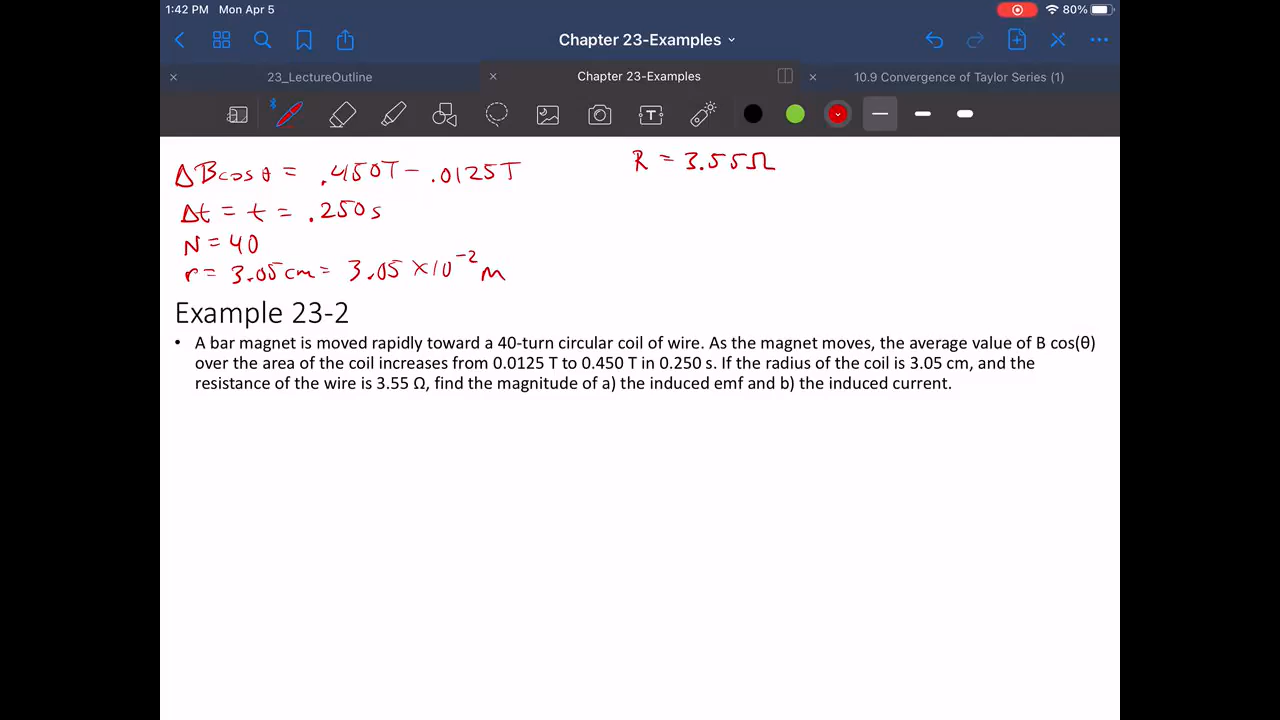 1:42 PM Mon Apr 5
80%
Chapter 23-Examples
23_LectureOutline
Chapter 23-Examples
10.9 Convergence of Taylor Series (1)
T
ΔBcosθ = .450T - .0125T
R = 3.55Ω
Δt = t = .250s
N = 40
r = 3.05cm = 3.05 × 10⁻² m
Example 23-2
• A bar magnet is moved rapidly toward a 40-turn circular coil of wire. As the magnet moves, the average value of B cos(θ)
over the area of the coil increases from 0.0125 T to 0.450 T in 0.250 s. If the radius of the coil is 3.05 cm, and the
resistance of the wire is 3.55 Ω, find the magnitude of a) the induced emf and b) the induced current.